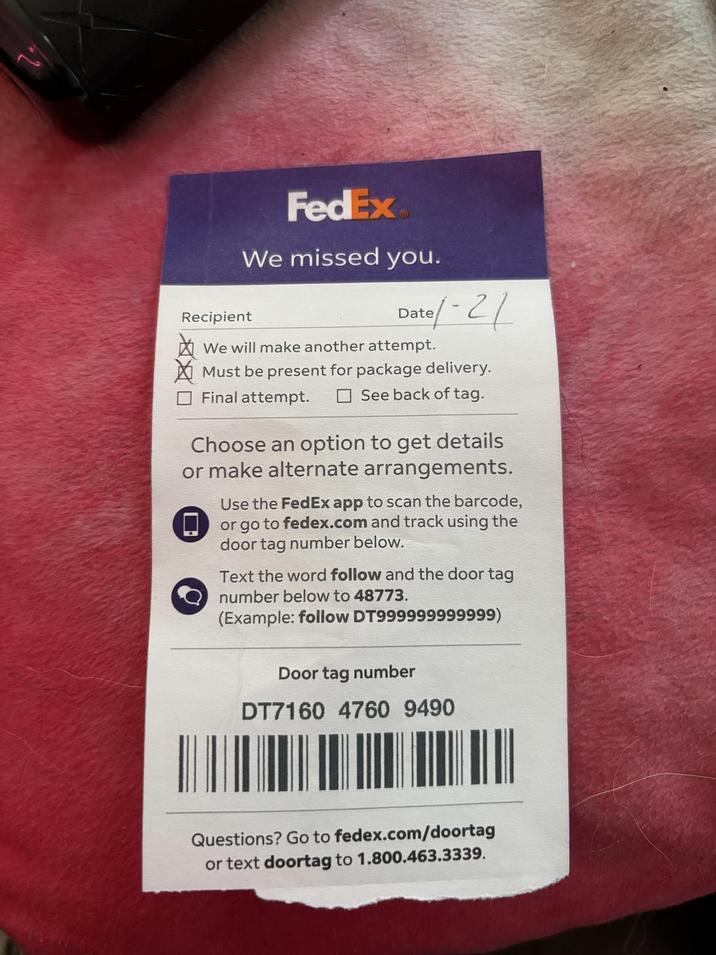 FedEx®
We missed you.
Recipient Date 1-21
☒ We will make another attempt.
☒ Must be present for package delivery.
☐ Final attempt. ☐ See back of tag.
Choose an option to get details
or make alternate arrangements.
Use the FedEx app to scan the barcode,
or go to fedex.com and track using the
door tag number below.
Text the word follow and the door tag
number below to 48773.
(Example: follow DT999999999999)
Door tag number
DT7160 4760 9490
Questions? Go to fedex.com/doortag
or text doortag to 1.800.463.3339.